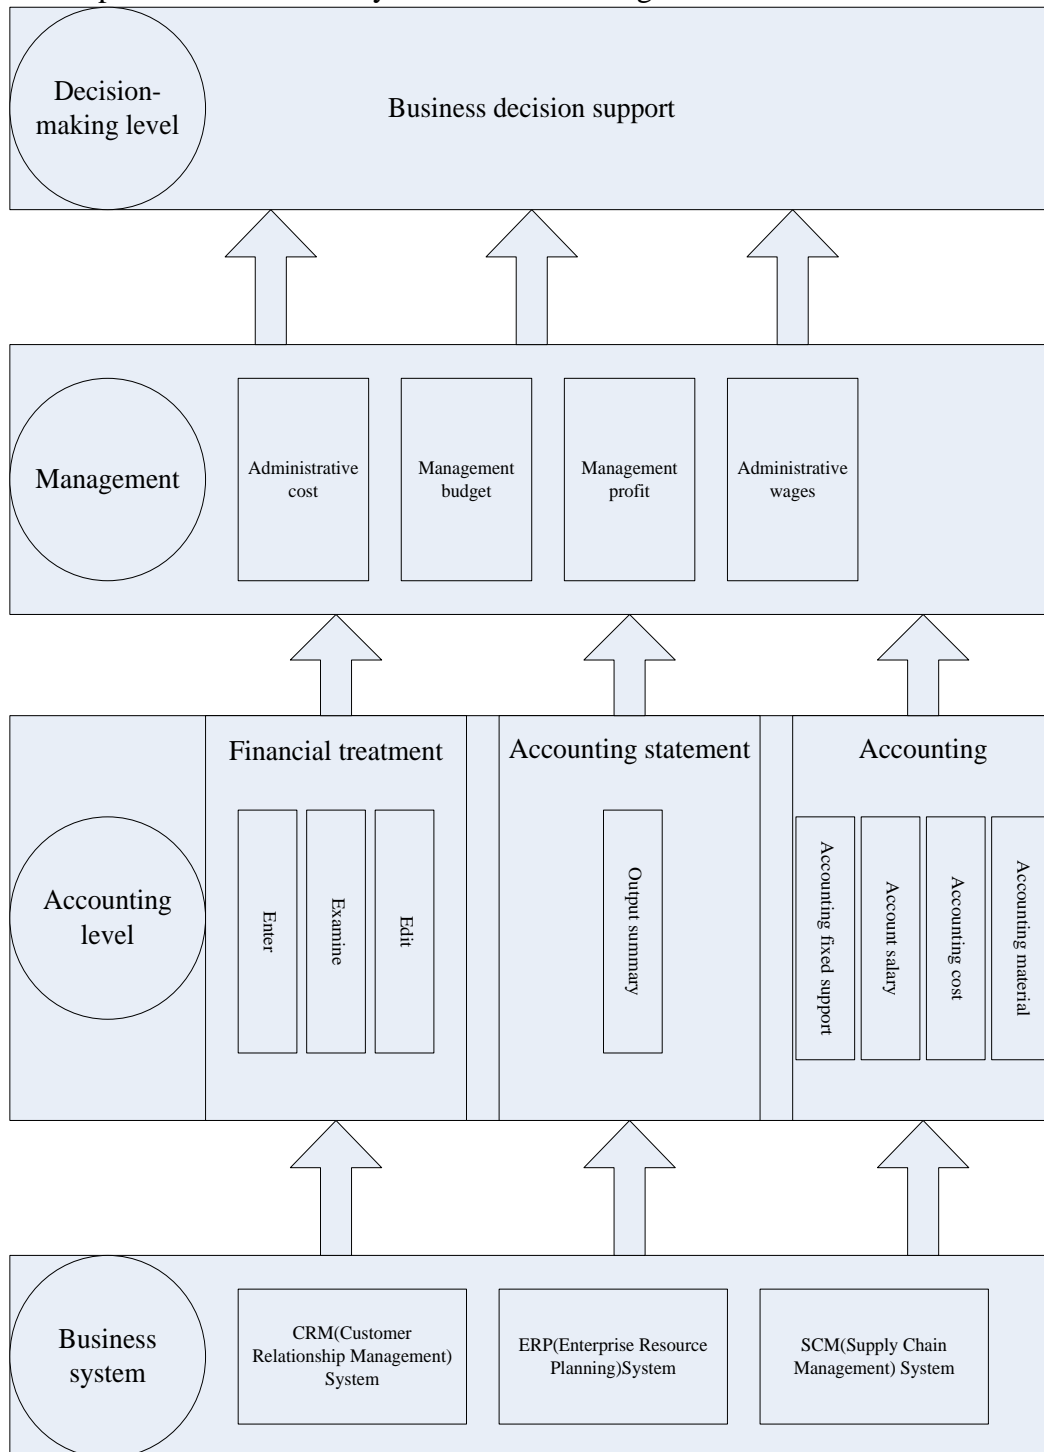 Decision-
making level
Business decision support
Management
Administrative
cost
Management
budget
Management
profit
Administrative
wages
Accounting
level
Financial treatment
Enter
Examine
Edit
Accounting statement
Output summary
Accounting
Accounting fixed support
Account salary
Accounting cost
Accounting material
Business
system
CRM(Customer
Relationship Management)
System
ERP(Enterprise Resource
Planning)System
SCM(Supply Chain
Management) System